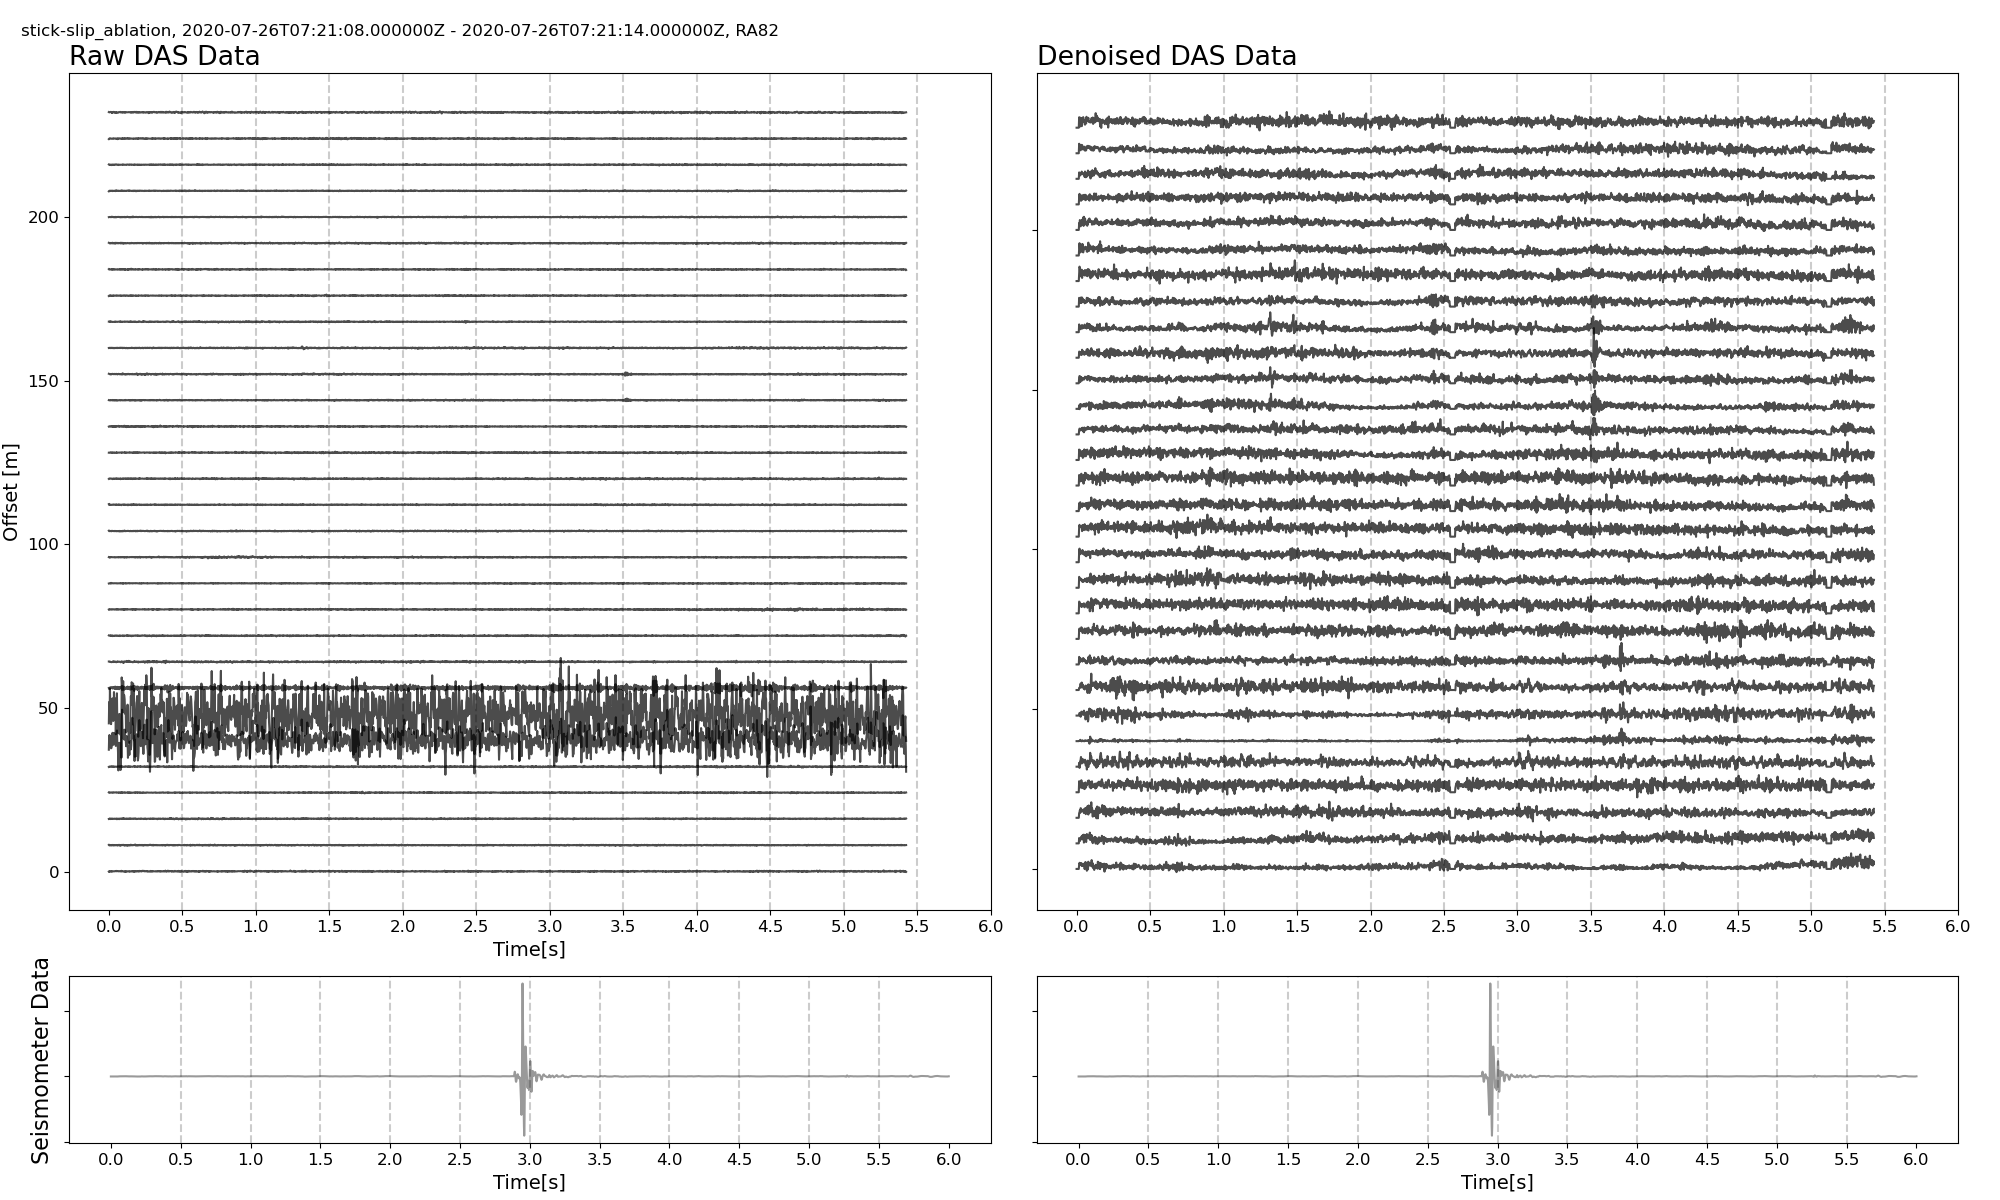 stick-slip_ablation, 2020-07-26T07:21:08.000000Z - 2020-07-26T07:21:14.000000Z, RA82
Raw DAS Data
Denoised DAS Data
Offset [m]
200
150
100
50
0
0.0 0.5 1.0 1.5 2.0 2.5 3.0 3.5 4.0 4.5 5.0 5.5 6.0
Time[s]
0.0 0.5 1.0 1.5 2.0 2.5 3.0 3.5 4.0 4.5 5.0 5.5 6.0
Seismometer Data
0.0 0.5 1.0 1.5 2.0 2.5 3.0 3.5 4.0 4.5 5.0 5.5 6.0
Time[s]
0.0 0.5 1.0 1.5 2.0 2.5 3.0 3.5 4.0 4.5 5.0 5.5 6.0
Time[s]